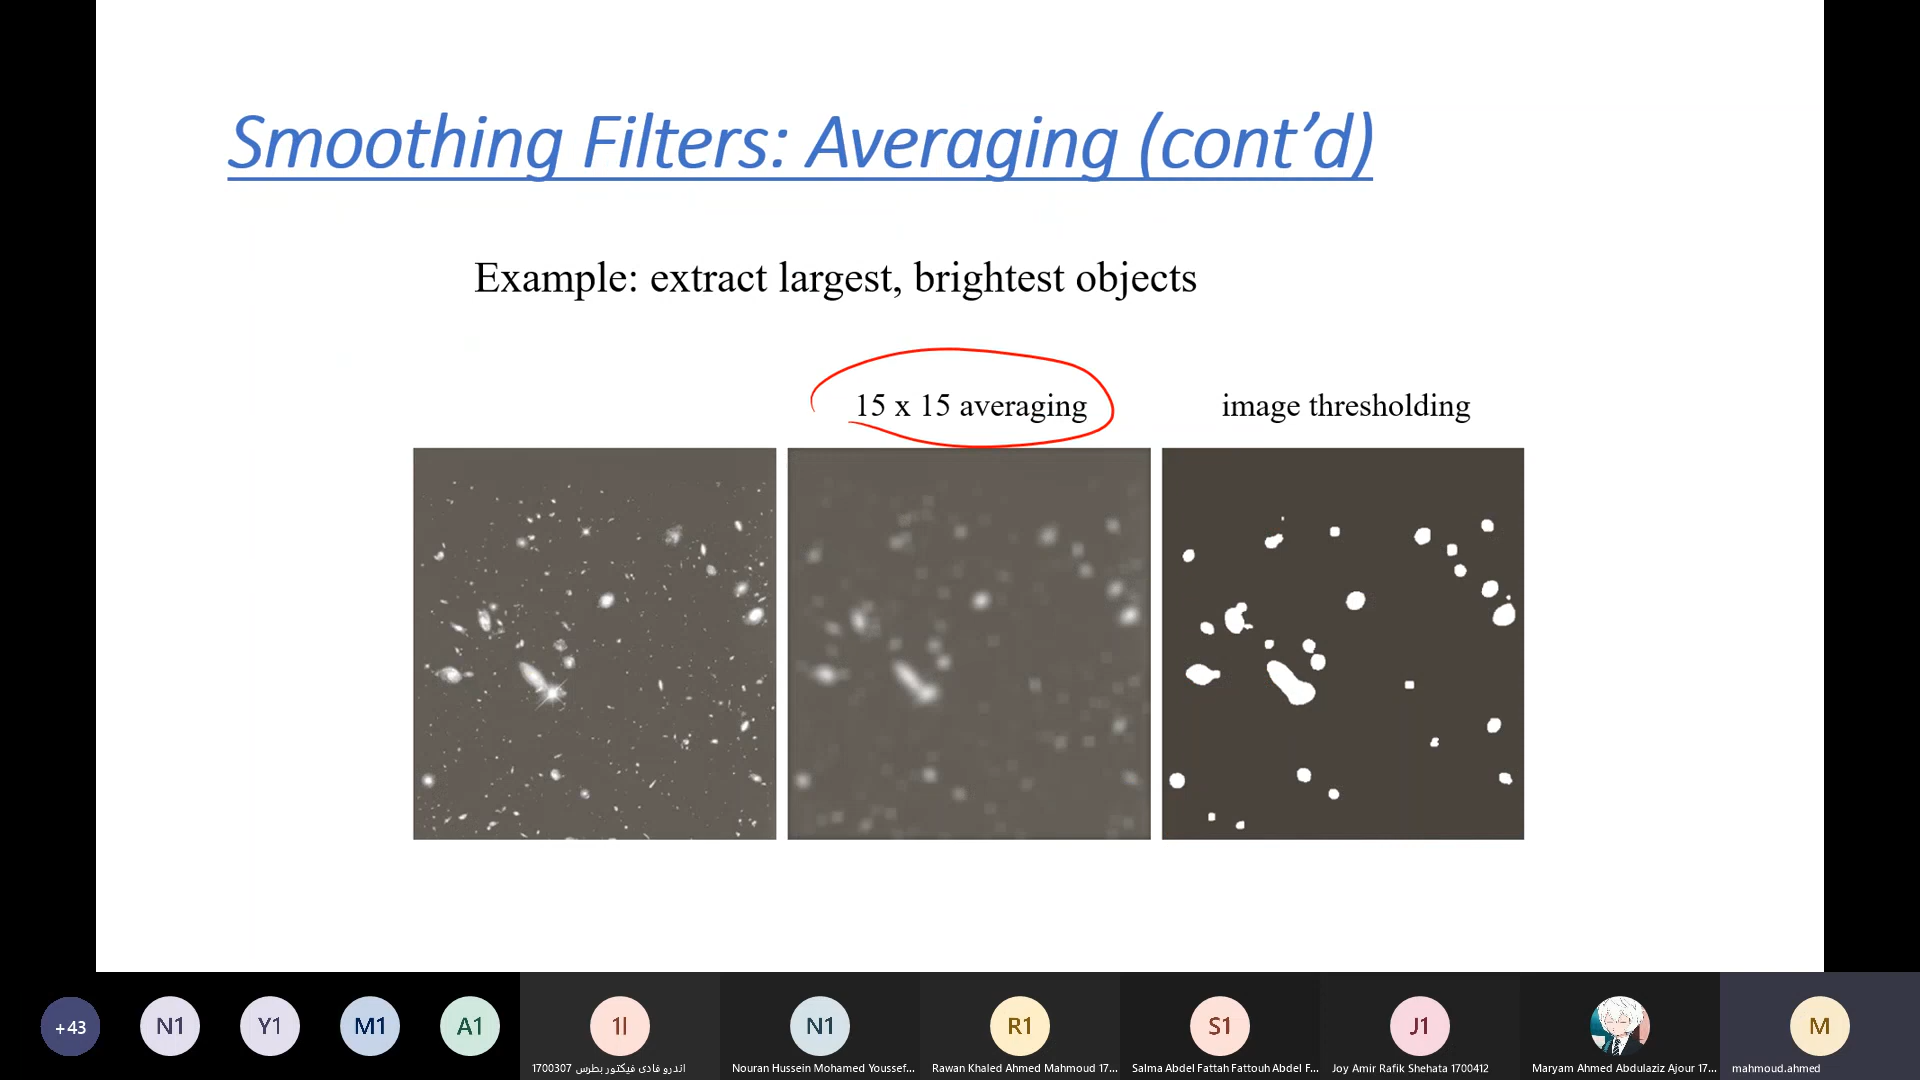 Smoothing Filters: Averaging (cont’d)
Example: extract largest, brightest objects
15 x 15 averaging
image thresholding
+43
N1
Y1
M1
A1
1ا
N1
R1
S1
J1
M
اندرو فادى فيكتور بطرس 1700307
Nouran Hussein Mohamed Youssef...
Rawan Khaled Ahmed Mahmoud 17...
Salma Abdel Fattah Fattouh Abdel F...
Joy Amir Rafik Shehata 1700412
Maryam Ahmed Abdulaziz Ajour 17...
mahmoud.ahmed